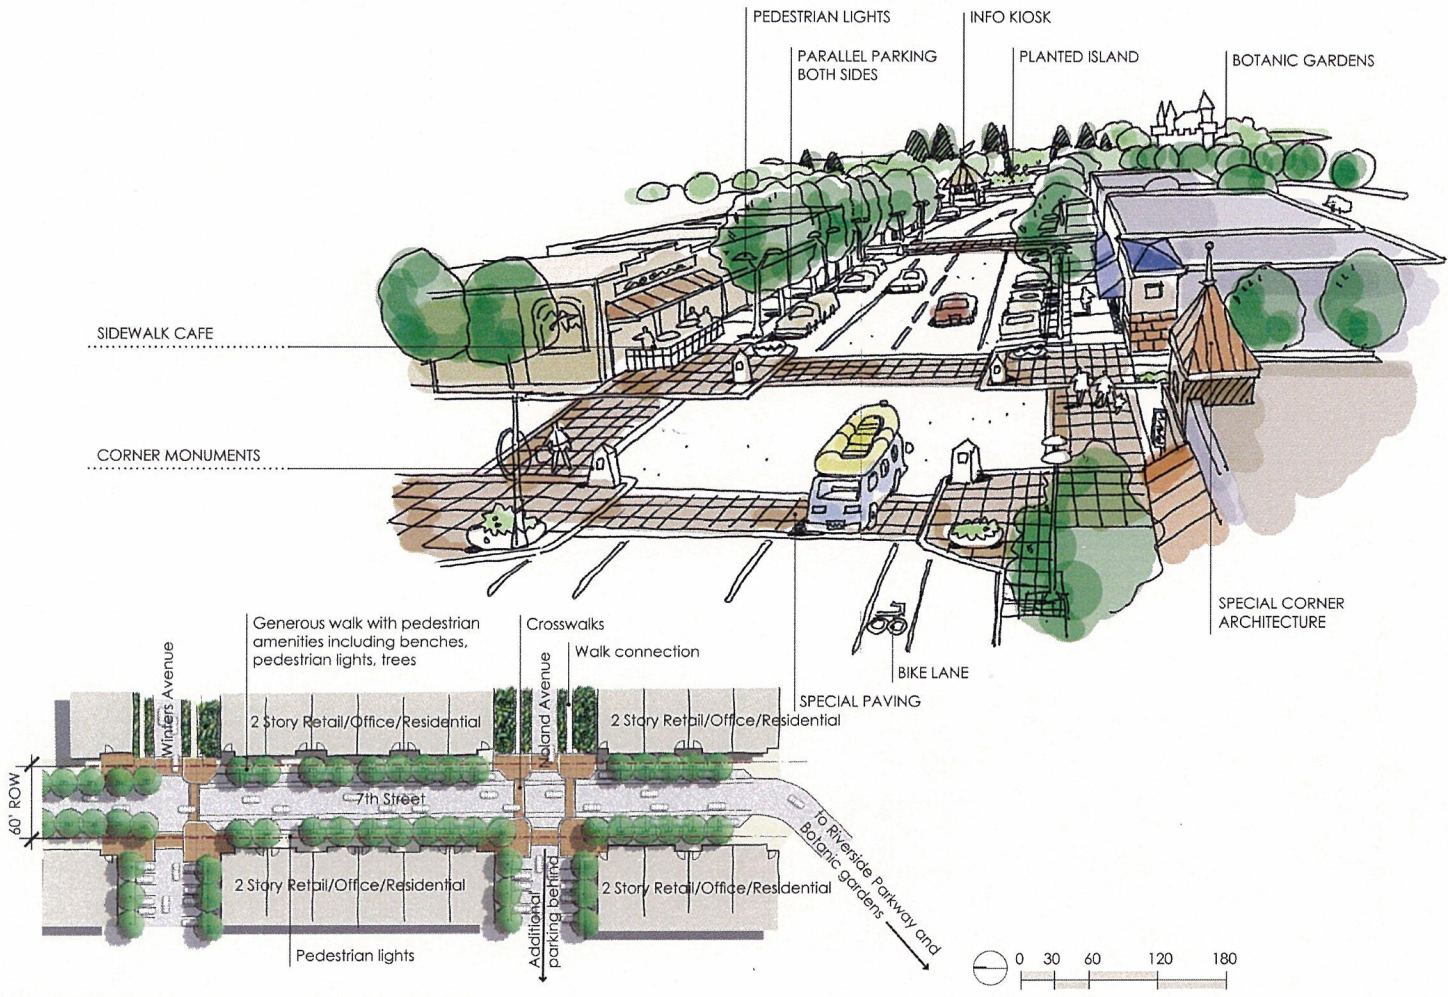 PEDESTRIAN LIGHTS
INFO KIOSK
PARALLEL PARKING
BOTH SIDES
PLANTED ISLAND
BOTANIC GARDENS
SIDEWALK CAFE
CORNER MONUMENTS
SPECIAL CORNER
ARCHITECTURE
BIKE LANE
SPECIAL PAVING
Generous walk with pedestrian
amenities including benches,
pedestrian lights, trees
Crosswalks
Walk connection
Winters Avenue
Noland Avenue
2 Story Retail/Office/Residential
2 Story Retail/Office/Residential
60' ROW
7th Street
to Riverside Parkway and
Botanic gardens
2 Story Retail/Office/Residential
2 Story Retail/Office/Residential
Additional
parking behind
Pedestrian lights
0 30 60 120 180